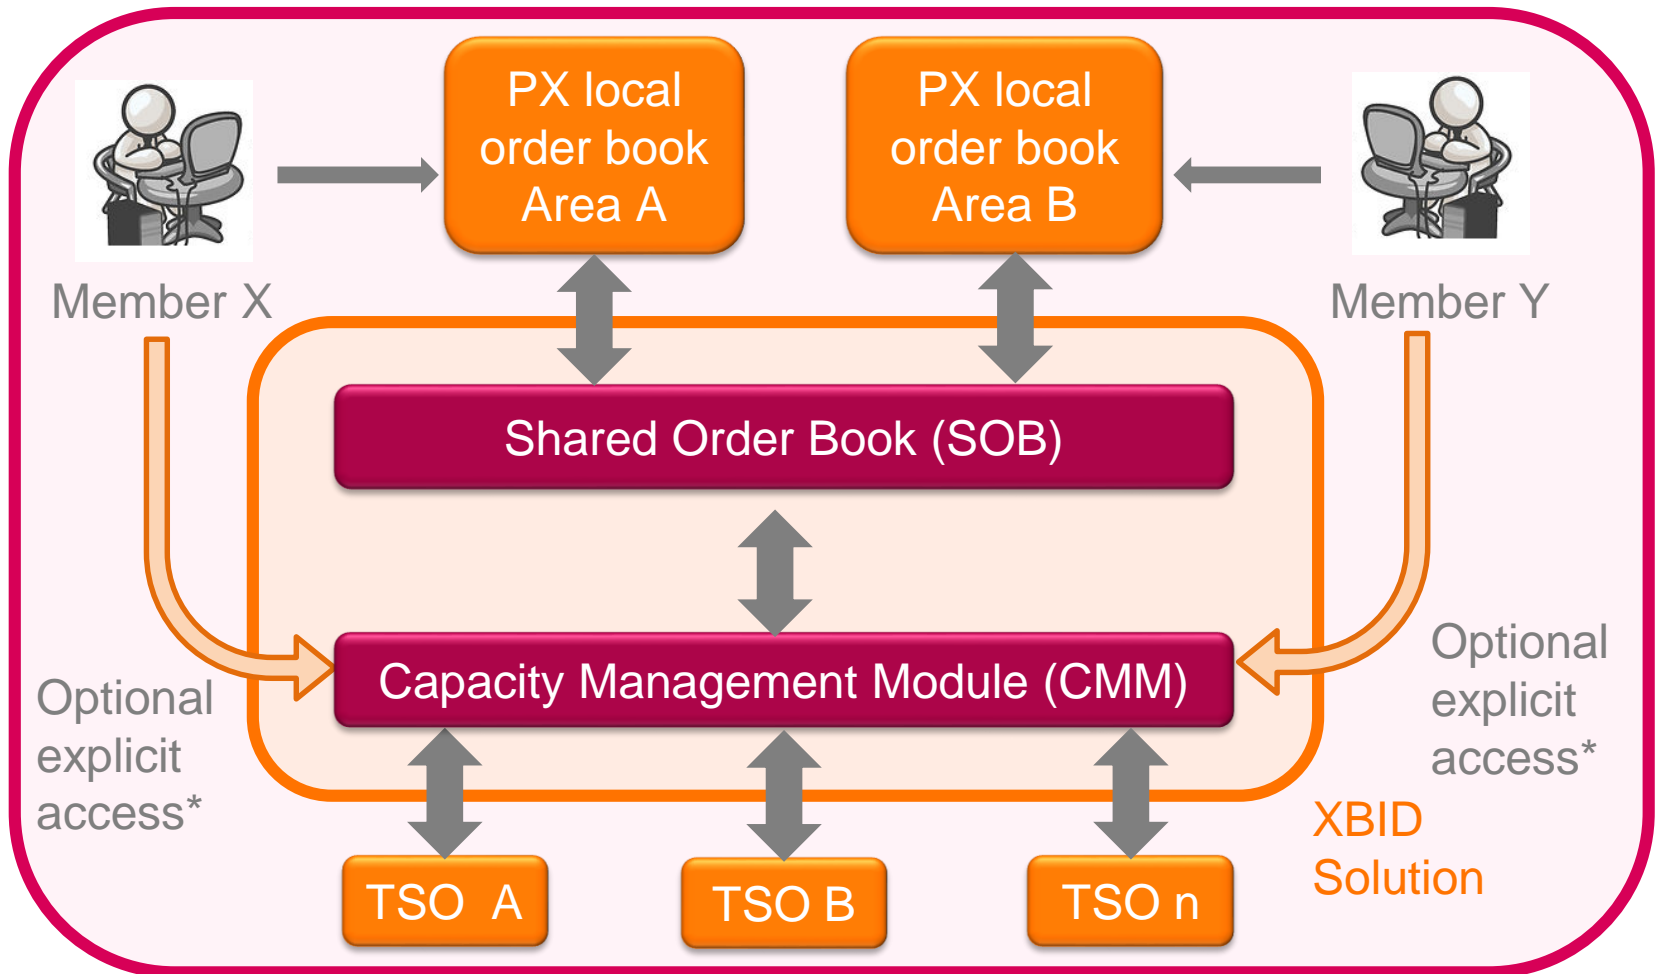 PX local
order book
Area A
PX local
order book
Area B
Member X
Member Y
Shared Order Book (SOB)
Capacity Management Module (CMM)
Optional
explicit
access*
Optional
explicit
access*
XBID
Solution
TSO A
TSO B
TSO n